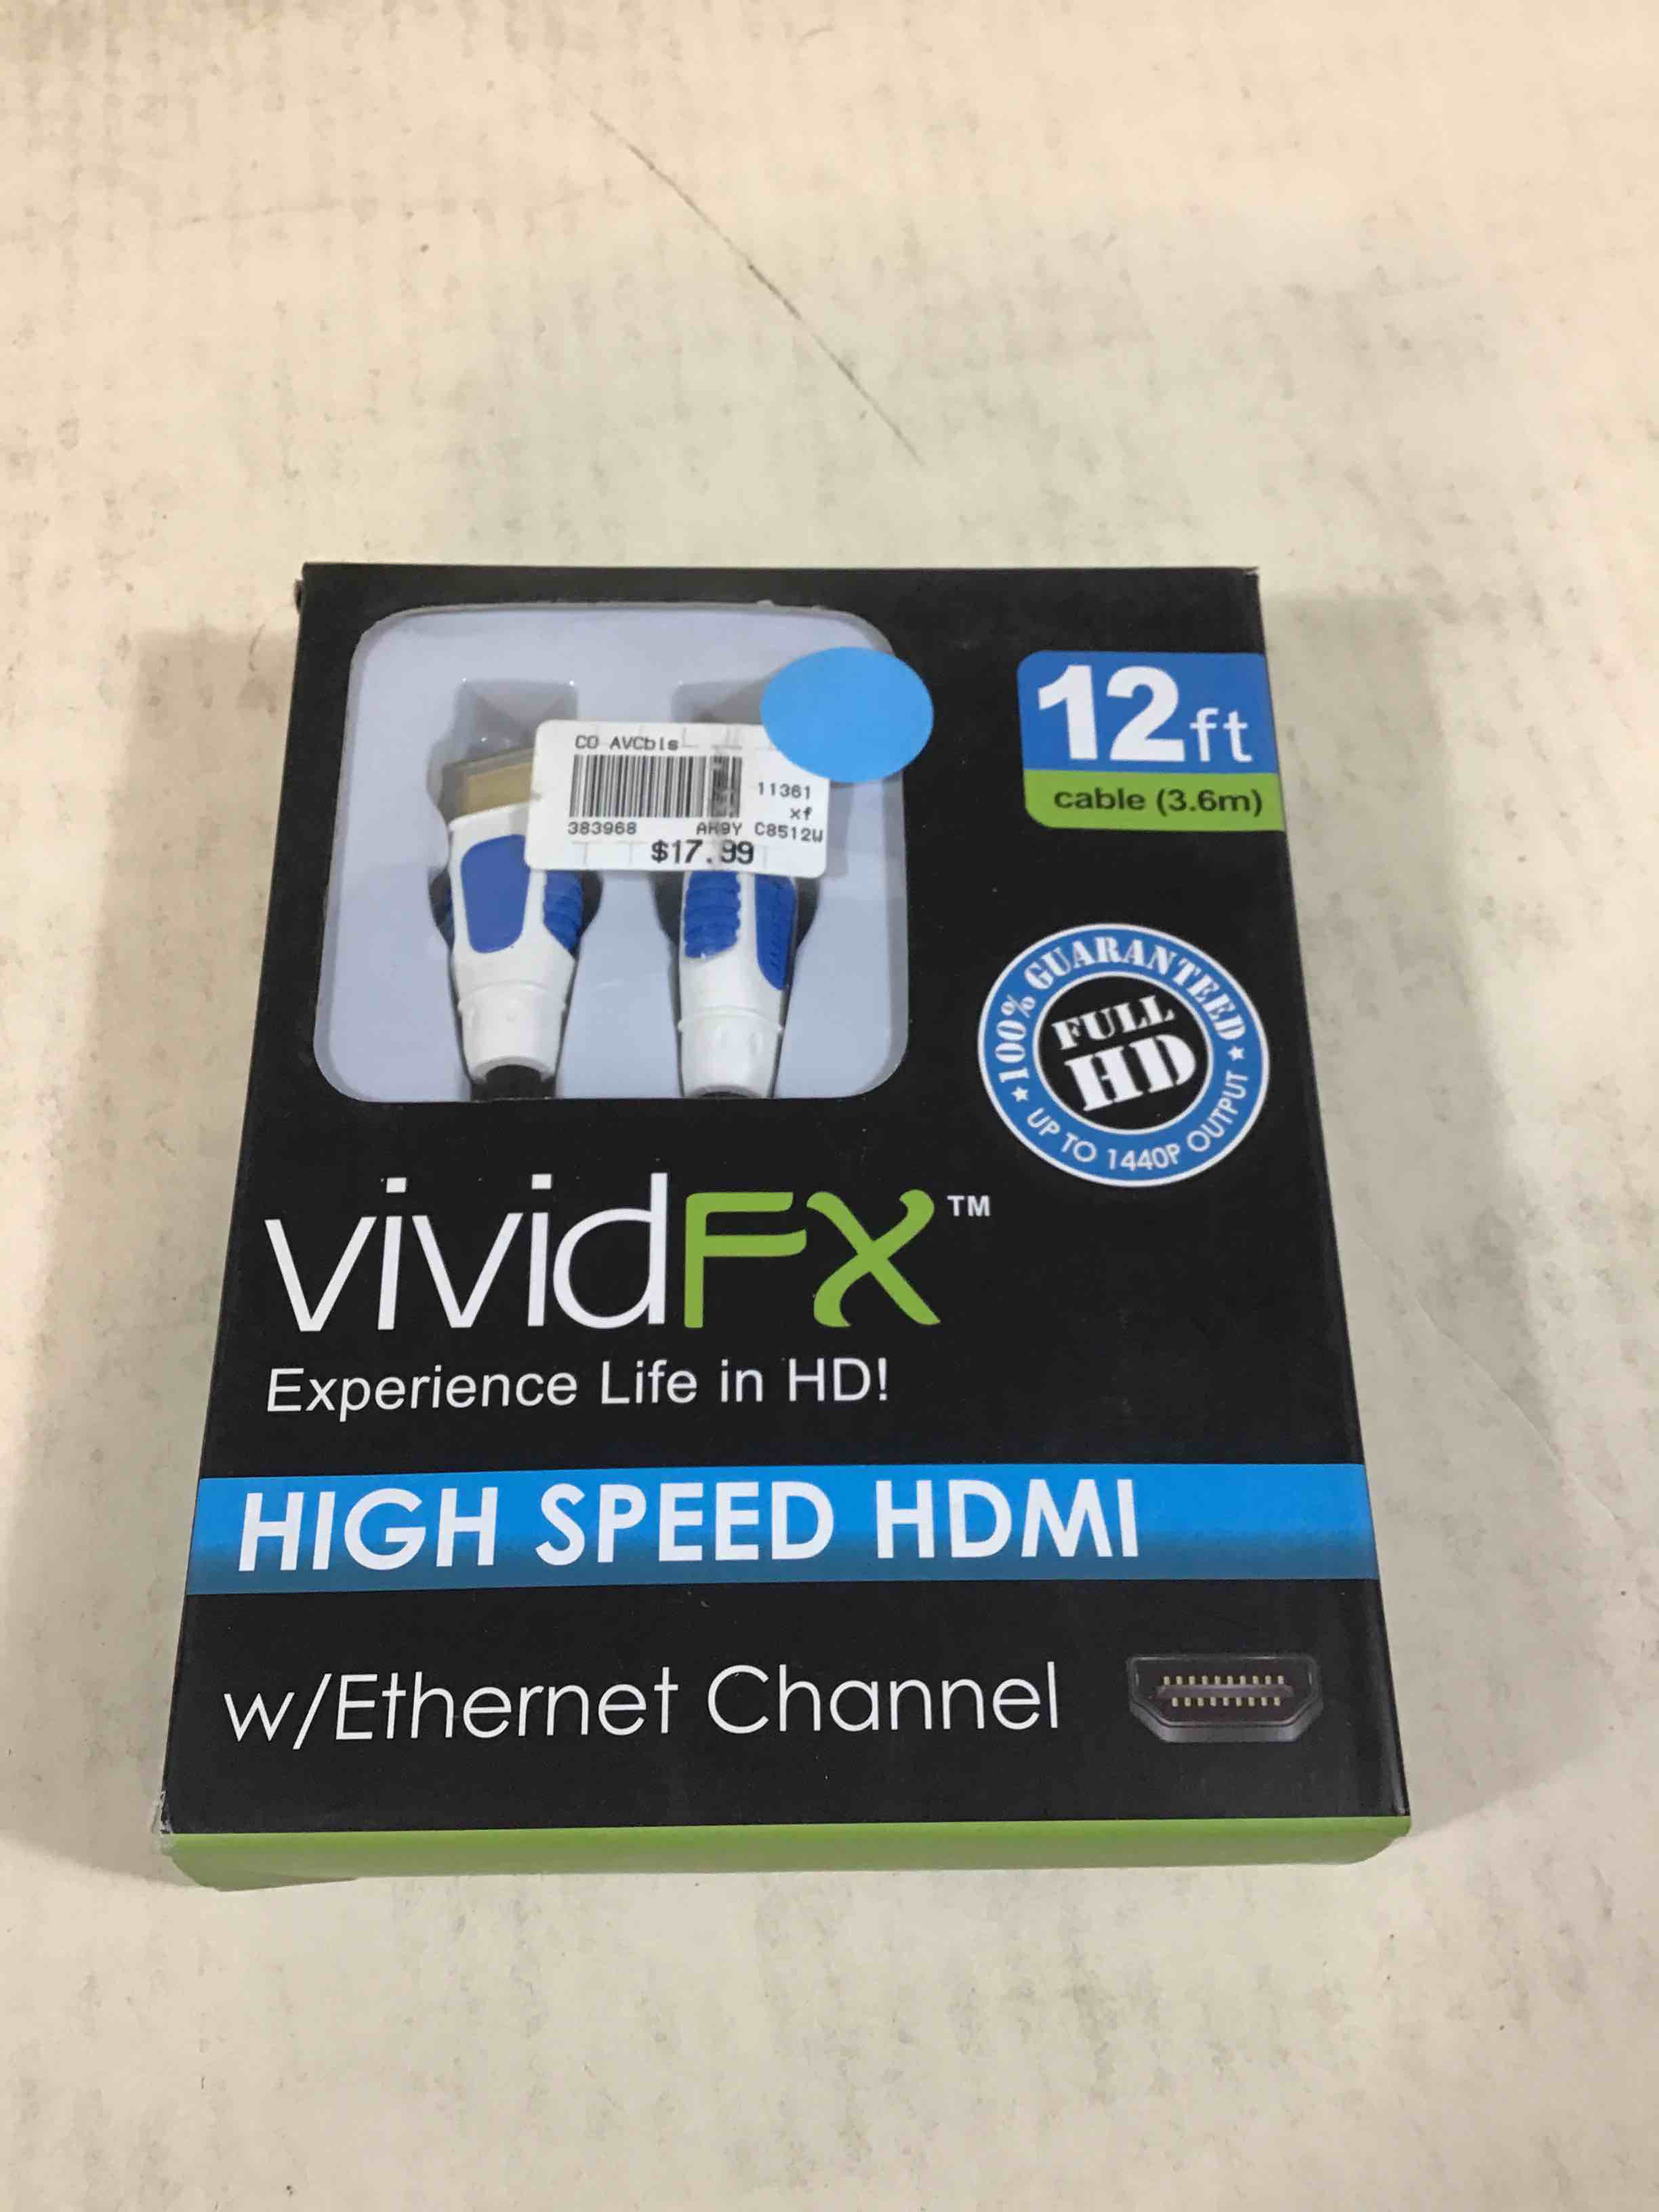 CO AVCbls
11361
xf
383968 AH9Y C8512W
$17.99
12ft
cable (3.6m)
100% GUARANTEED
FULL
HD
UP TO 1440P OUTPUT
vividFX™
Experience Life in HD!
HIGH SPEED HDMI
w/Ethernet Channel